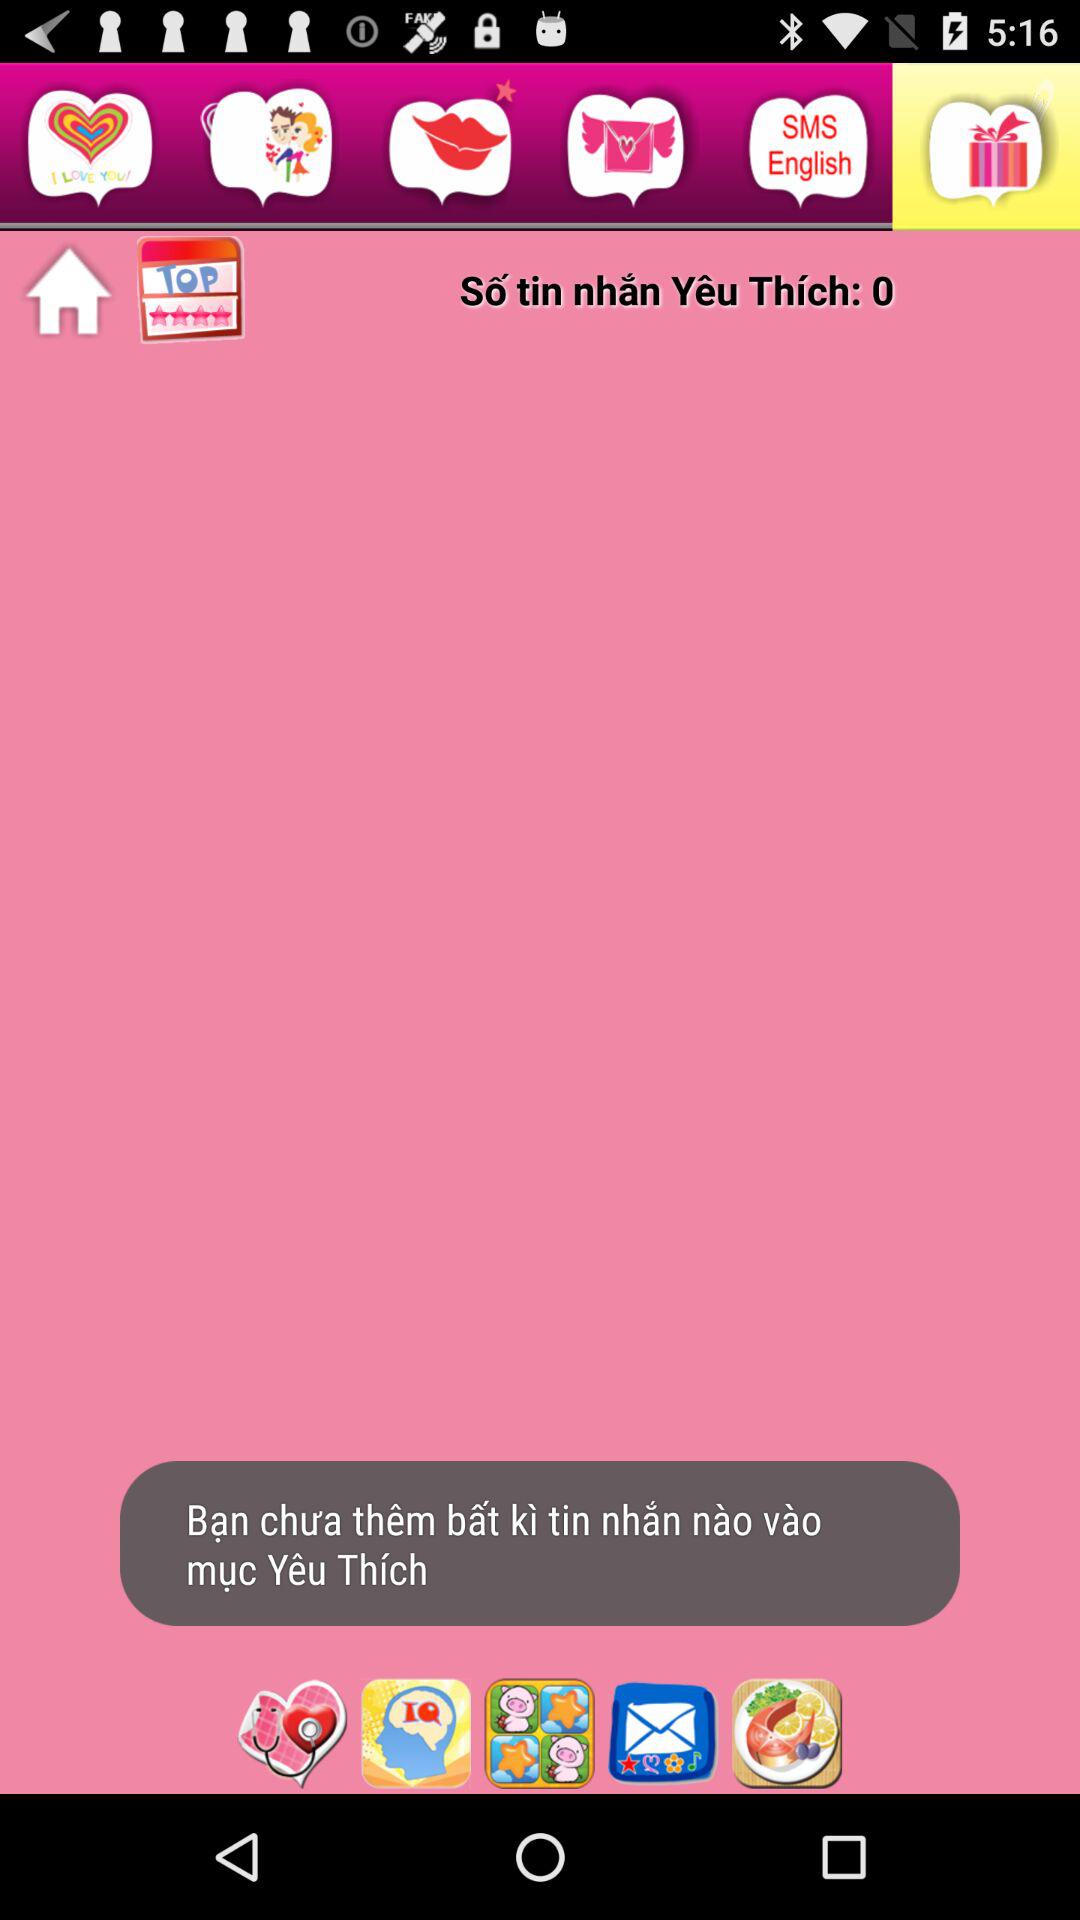 FAKE
5:16
I LOVE YOU!
SMS
English
TOP
Số tin nhắn Yêu Thích: 0
Bạn chưa thêm bất kì tin nhắn nào vào
mục Yêu Thích
IQ